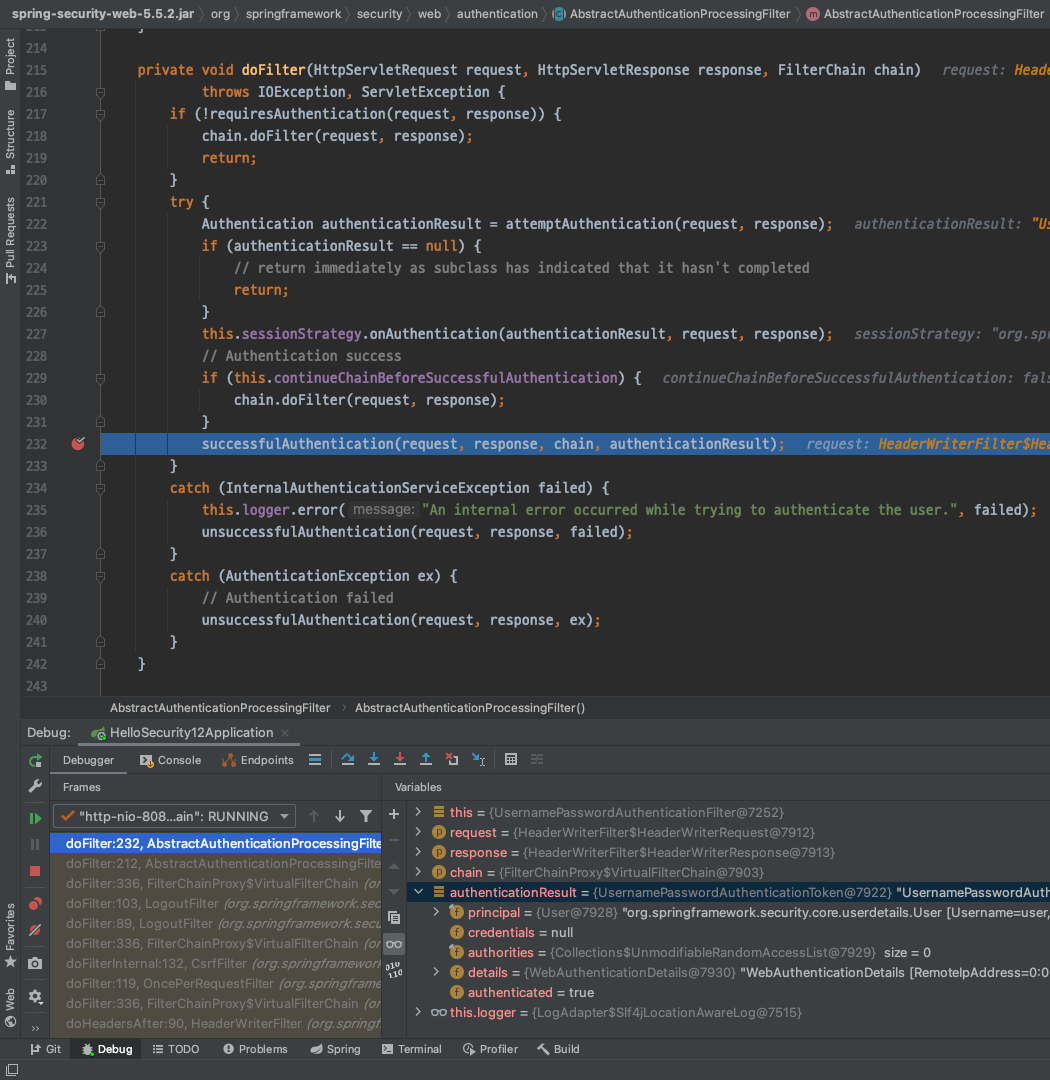 spring-security-web-5.5.2.jar 〉 org 〉 springframework 〉 security 〉 web 〉 authentication 〉 AbstractAuthenticationProcessingFilter 〉 AbstractAuthenticationProcessingFilter
Project
Structure
Pull Requests
Favorites
Web
214
215 private void doFilter(HttpServletRequest request, HttpServletResponse response, FilterChain chain) request: Heade
216 throws IOException, ServletException {
217 if (!requiresAuthentication(request, response)) {
218 chain.doFilter(request, response);
219 return;
220 }
221 try {
222 Authentication authenticationResult = attemptAuthentication(request, response); authenticationResult: "Us
223 if (authenticationResult == null) {
224 // return immediately as subclass has indicated that it hasn't completed
225 return;
226 }
227 this.sessionStrategy.onAuthentication(authenticationResult, request, response); sessionStrategy: "org.spr
228 // Authentication success
229 if (this.continueChainBeforeSuccessfulAuthentication) { continueChainBeforeSuccessfulAuthentication: fals
230 chain.doFilter(request, response);
231 }
232 successfulAuthentication(request, response, chain, authenticationResult); request: HeaderWriterFilter$Hea
233 }
234 catch (InternalAuthenticationServiceException failed) {
235 this.logger.error( message: "An internal error occurred while trying to authenticate the user.", failed);
236 unsuccessfulAuthentication(request, response, failed);
237 }
238 catch (AuthenticationException ex) {
239 // Authentication failed
240 unsuccessfulAuthentication(request, response, ex);
241 }
242 }
243
AbstractAuthenticationProcessingFilter 〉 AbstractAuthenticationProcessingFilter()
Debug: HelloSecurity12Application
Debugger Console Endpoints
Frames
"http-nio-808...ain": RUNNING
doFilter:232, AbstractAuthenticationProcessingFilte
doFilter:212, AbstractAuthenticationProcessingFilte
doFilter:336, FilterChainProxy$VirtualFilterChain (or
doFilter:103, LogoutFilter (org.springframework.sec
doFilter:89, LogoutFilter (org.springframework.secu
doFilter:336, FilterChainProxy$VirtualFilterChain (or
doFilterInternal:132, CsrfFilter (org.springframework
doFilter:119, OncePerRequestFilter (org.springframe
doFilter:336, FilterChainProxy$VirtualFilterChain (or
doHeadersAfter:90, HeaderWriterFilter (org.springf
Variables
this = {UsernamePasswordAuthenticationFilter@7252}
request = {HeaderWriterFilter$HeaderWriterRequest@7912}
response = {HeaderWriterFilter$HeaderWriterResponse@7913}
chain = {FilterChainProxy$VirtualFilterChain@7903}
authenticationResult = {UsernamePasswordAuthenticationToken@7922} "UsernamePasswordAuth
principal = {User@7928} "org.springframework.security.core.userdetails.User [Username=user,
credentials = null
authorities = {Collections$UnmodifiableRandomAccessList@7929} size = 0
details = {WebAuthenticationDetails@7930} "WebAuthenticationDetails [RemoteIpAddress=0:0
authenticated = true
this.logger = {LogAdapter$Slf4jLocationAwareLog@7515}
Git Debug TODO Problems Spring Terminal Profiler Build